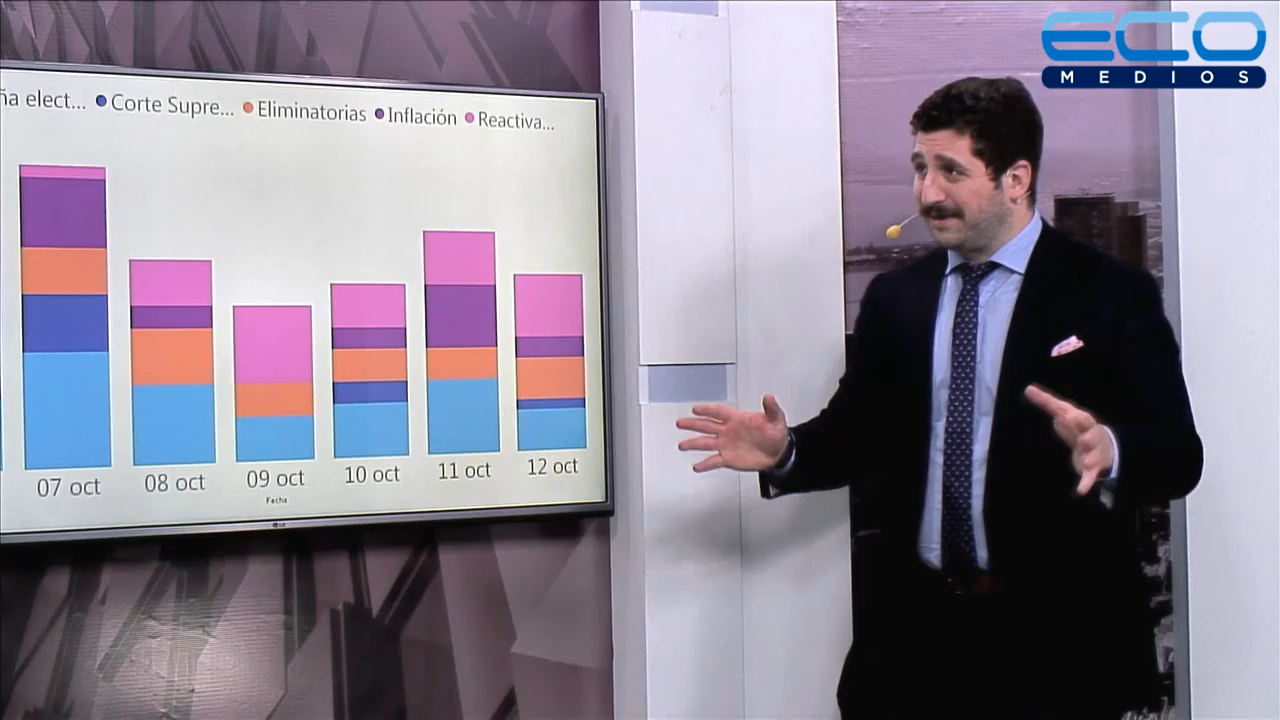 ECO
MEDIOS
ña elect... Corte Supre... Eliminatorias Inflación Reactiva...
07 oct 08 oct 09 oct 10 oct 11 oct 12 oct
Fecha
LG